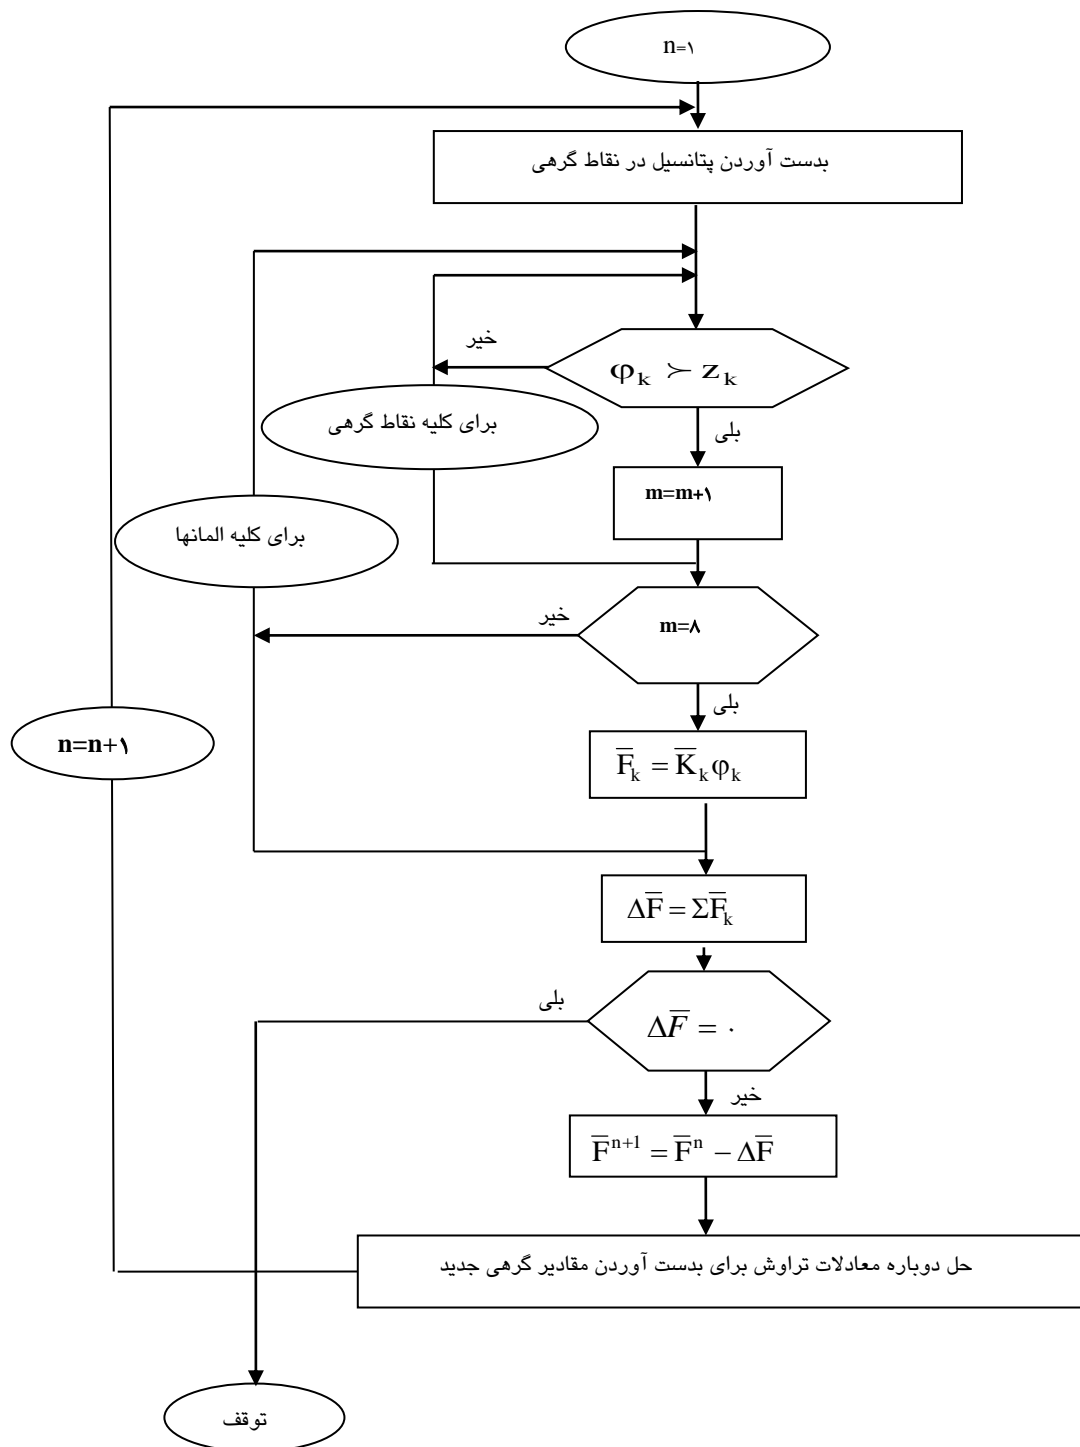 n=۱
بدست آوردن پتانسیل در نقاط گرهی
خیر
φₖ ≻ zₖ
برای کلیه نقاط گرهی
بلی
m=m+۱
برای کلیه المانها
خیر
m=۸
بلی
n=n+۱
F̅ₖ = K̅ₖφₖ
ΔF̅ = ΣF̅ₖ
بلی
ΔF̅ = ۰
خیر
F̅ⁿ⁺¹ = F̅ⁿ − ΔF̅
حل دوباره معادلات تراوش برای بدست آوردن مقادیر گرهی جدید
توقف